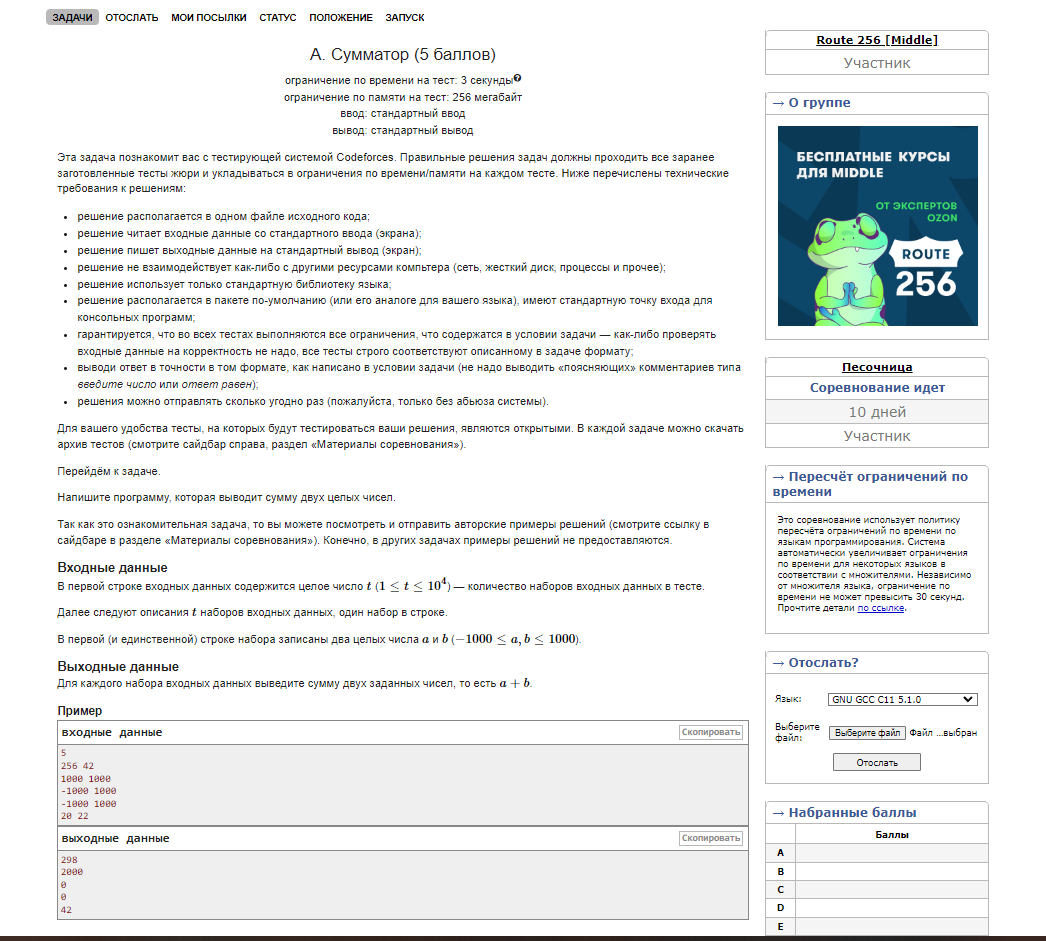 ЗАДАЧИ ОТОСЛАТЬ МОИ ПОСЫЛКИ СТАТУС ПОЛОЖЕНИЕ ЗАПУСК
A. Сумматор (5 баллов)
ограничение по времени на тест: 3 секунды
ограничение по памяти на тест: 256 мегабайт
ввод: стандартный ввод
вывод: стандартный вывод
Эта задача познакомит вас с тестирующей системой Codeforces. Правильные решения задач должны проходить все заранее
заготовленные тесты жюри и укладываться в ограничения по времени/памяти на каждом тесте. Ниже перечислены технические
требования к решениям:
• решение располагается в одном файле исходного кода;
• решение читает входные данные со стандартного ввода (экрана);
• решение пишет выходные данные на стандартный вывод (экран);
• решение не взаимодействует как-либо с другими ресурсами компьтера (сеть, жесткий диск, процессы и прочее);
• решение использует только стандартную библиотеку языка;
• решение располагается в пакете по-умолчанию (или его аналоге для вашего языка), имеют стандартную точку входа для
консольных программ;
• гарантируется, что во всех тестах выполняются все ограничения, что содержатся в условии задачи — как-либо проверять
входные данные на корректность не надо, все тесты строго соответствуют описанному в задаче формату;
• выводи ответ в точности в том формате, как написано в условии задачи (не надо выводить «поясняющих» комментариев типа
введите число или ответ равен);
• решения можно отправлять сколько угодно раз (пожалуйста, только без абьюза системы).
Для вашего удобства тесты, на которых будут тестироваться ваши решения, являются открытыми. В каждой задаче можно скачать
архив тестов (смотрите сайдбар справа, раздел «Материалы соревнования»).
Перейдём к задаче.
Напишите программу, которая выводит сумму двух целых чисел.
Так как это ознакомительная задача, то вы можете посмотреть и отправить авторские примеры решений (смотрите ссылку в
сайдбаре в разделе «Материалы соревнования»). Конечно, в других задачах примеры решений не предоставляются.
Входные данные
В первой строке входных данных содержится целое число t (1 ≤ t ≤ 10⁴) — количество наборов входных данных в тесте.
Далее следуют описания t наборов входных данных, один набор в строке.
В первой (и единственной) строке набора записаны два целых числа a и b (−1000 ≤ a, b ≤ 1000).
Выходные данные
Для каждого набора входных данных выведите сумму двух заданных чисел, то есть a + b.
Пример
входные данные
Скопировать
5
256 42
1000 1000
-1000 1000
-1000 1000
20 22
выходные данные
Скопировать
298
2000
0
0
42
Route 256 [Middle]
Участник
→ О группе
БЕСПЛАТНЫЕ КУРСЫ
ДЛЯ MIDDLE
ОТ ЭКСПЕРТОВ
OZON
ROUTE
256
Песочница
Соревнование идет
10 дней
Участник
→ Пересчёт ограничений по
времени
Это соревнование использует политику
пересчёта ограничений по времени по
языкам программирования. Система
автоматически увеличивает ограничения
по времени для некоторых языков в
соответствии с множителями. Независимо
от множителя языка, ограничение по
времени не может превысить 30 секунд.
Прочтите детали по ссылке.
→ Отослать?
Язык: GNU GCC C11 5.1.0
Выберите
файл: Выберите файл Файл ...выбран
Отослать
→ Набранные баллы
Баллы
A
B
C
D
E